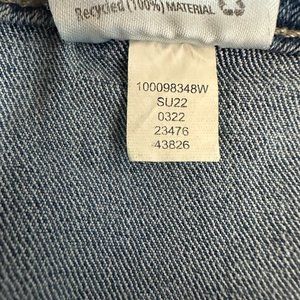 Recycled (100%) MATERIAL
100098348W
SU22
0322
23476
43826